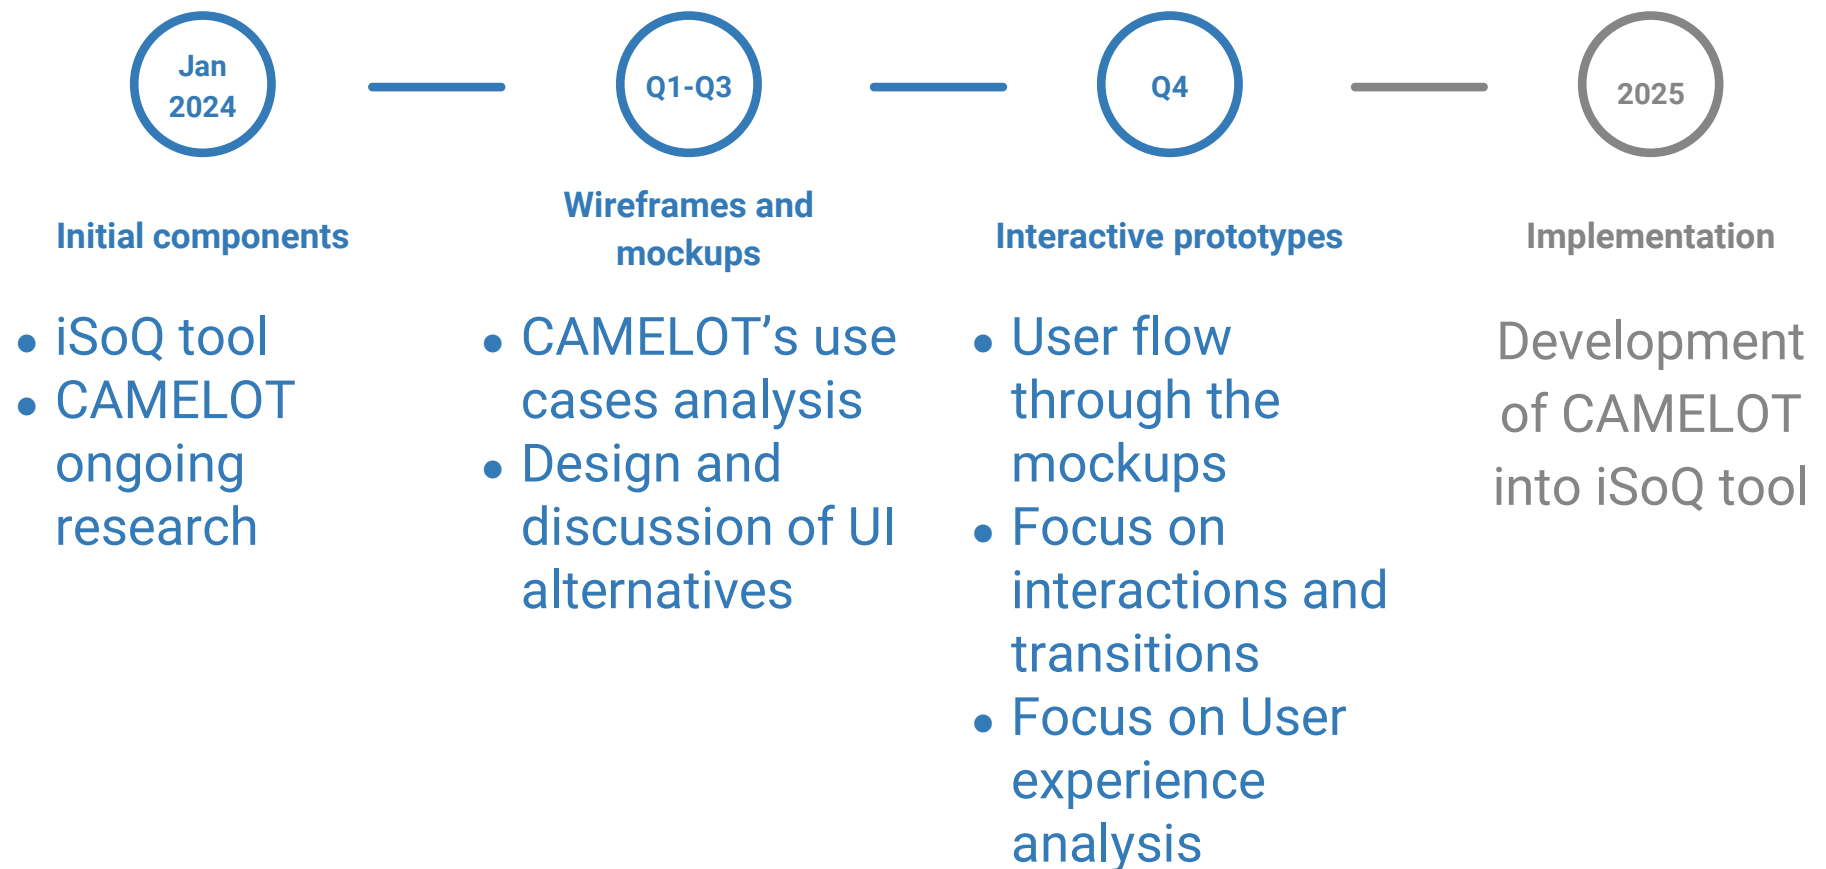 Jan
2024
Initial components
• iSoQ tool
• CAMELOT
ongoing
research
Q1-Q3
Wireframes and
mockups
• CAMELOT’s use
cases analysis
• Design and
discussion of UI
alternatives
Q4
Interactive prototypes
• User flow
through the
mockups
• Focus on
interactions and
transitions
• Focus on User
experience
analysis
2025
Implementation
Development
of CAMELOT
into iSoQ tool